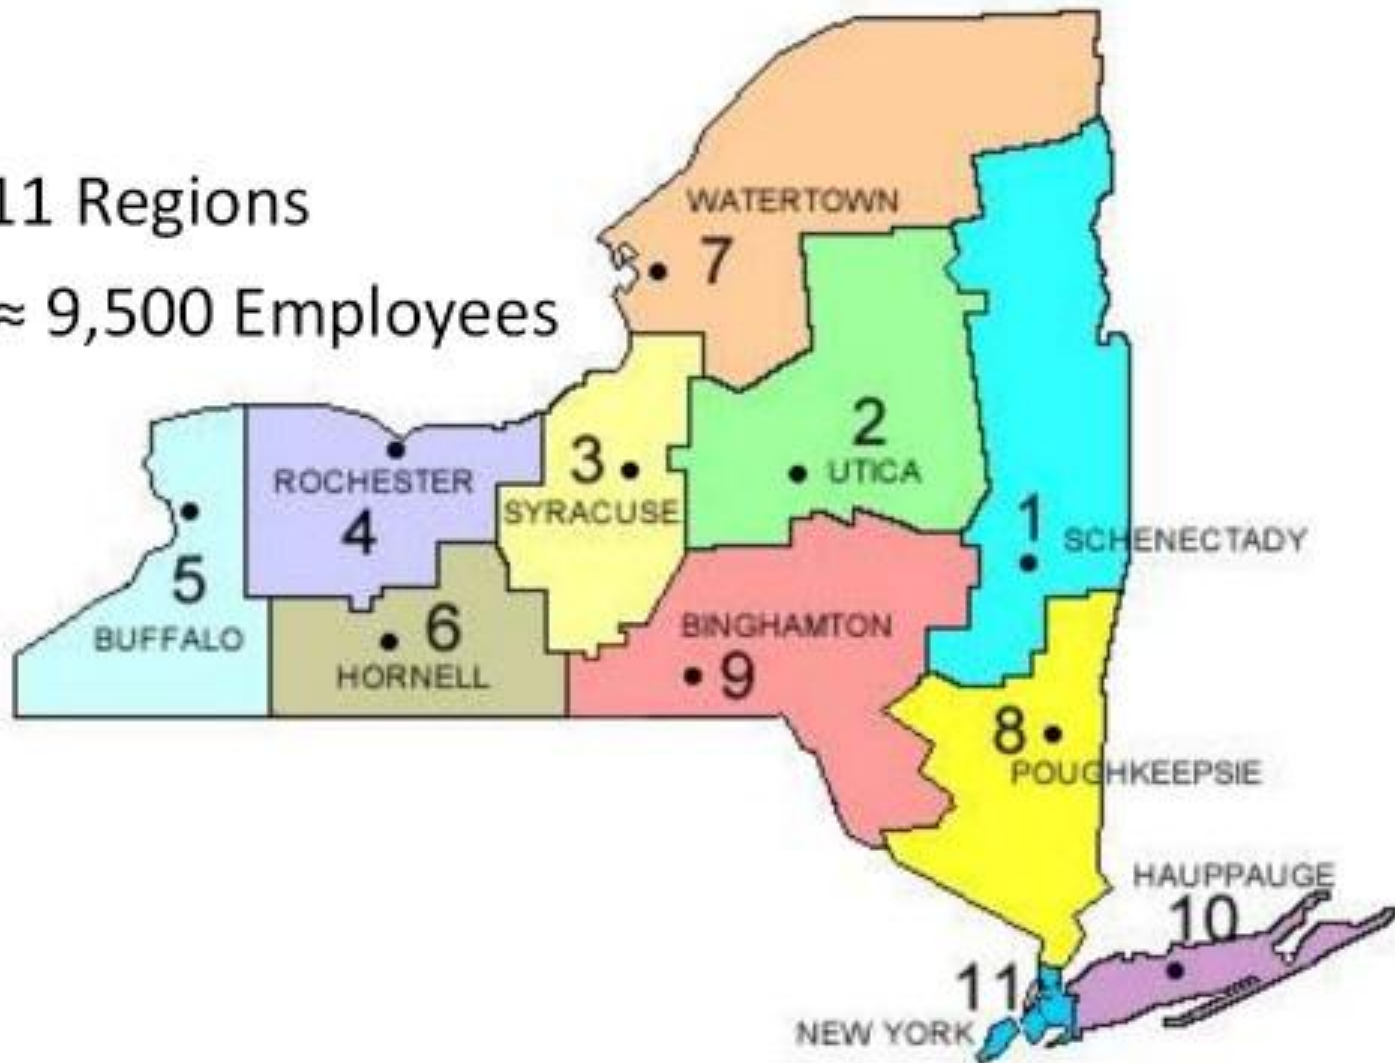 11 Regions
≈ 9,500 Employees
WATERTOWN
7
2
UTICA
3
SYRACUSE
ROCHESTER
4
1
SCHENECTADY
5
BUFFALO
6
HORNELL
BINGHAMTON
9
8
POUGHKEEPSIE
HAUPPAUGE
10
11
NEW YORK